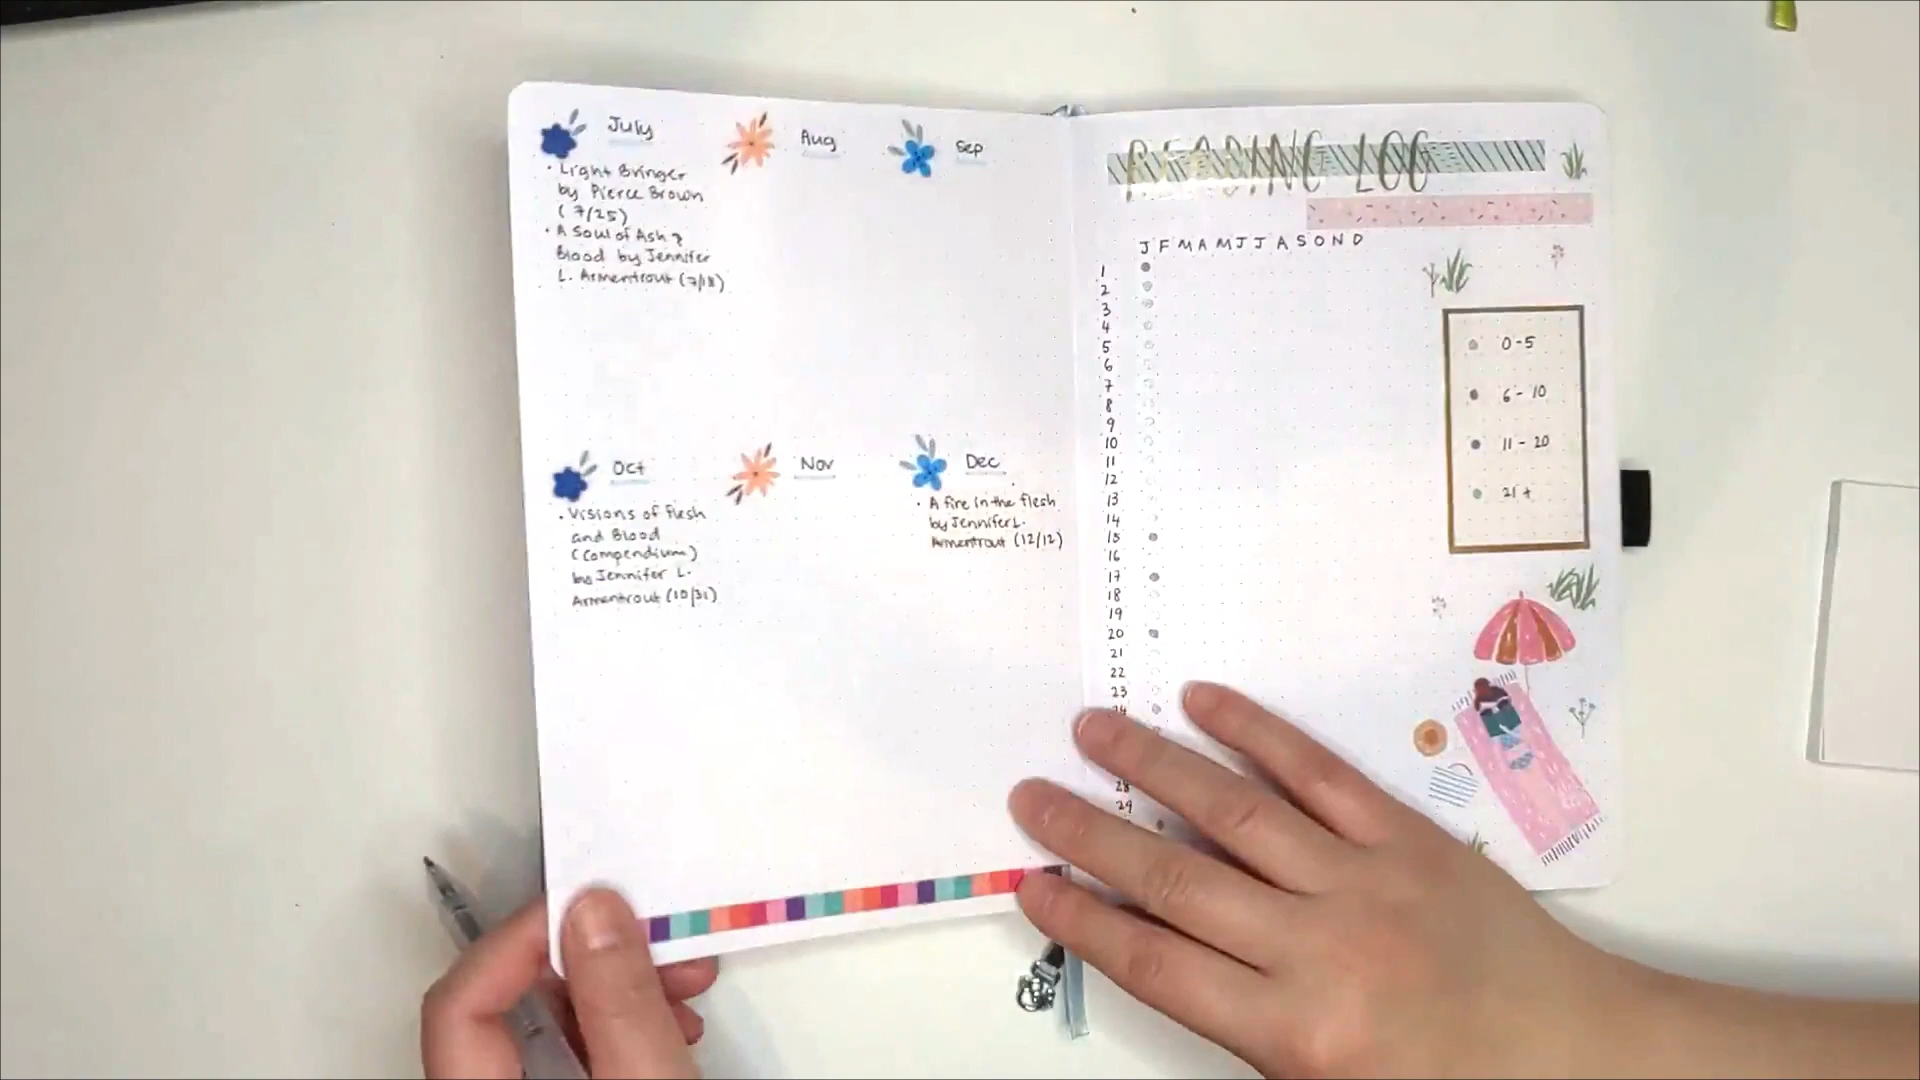 July
• Light Bringer
by Pierce Brown
(7/25)
• A Soul of Ash &
Blood by Jennifer
L. Armentrout (7/18)
Aug
Sep
Oct
• Visions of Flesh
and Blood
(Compendium)
by Jennifer L.
Armentrout (10/31)
Nov
Dec
• A fire in the flesh
by Jennifer L.
Armentrout (12/12)
READING LOG
J F M A M J J A S O N D
1
2
3
4
5
6
7
8
9
10
11
12
13
14
15
16
17
18
19
20
21
22
23
24
28
29
0-5
6-10
11-20
21+